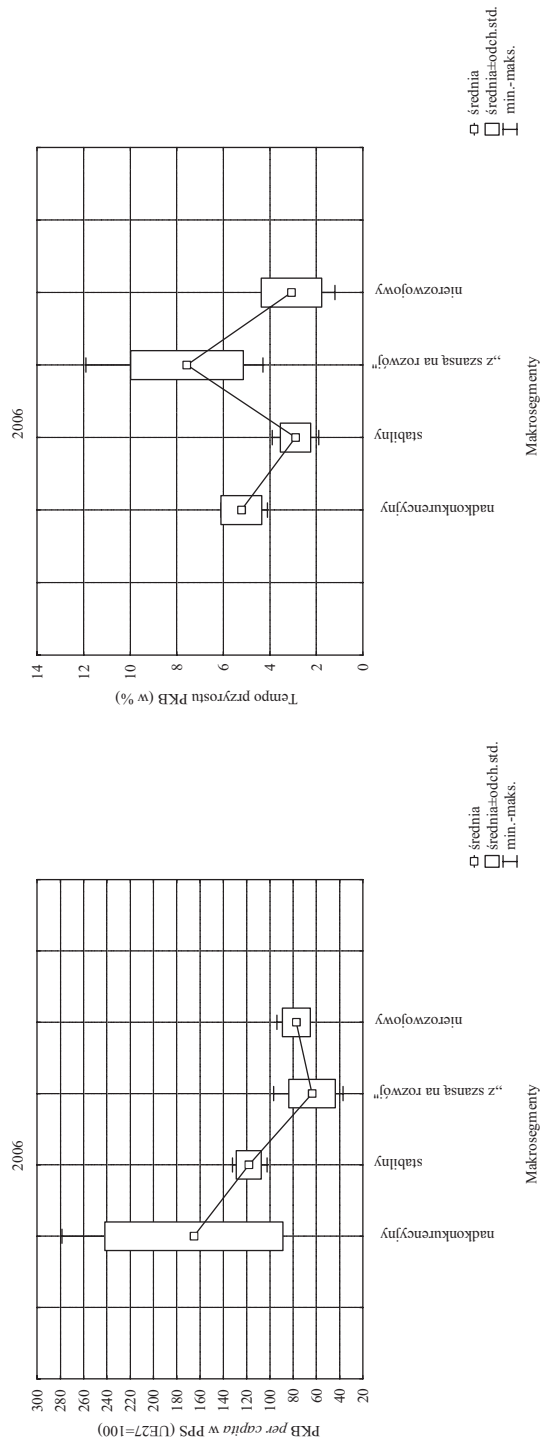 2006
300
280
260
240
220
200
180
160
140
120
100
80
60
40
20
PKB per capita w PPS (UE27=100)
nadkonkurencyjny
stabilny
„z szansą na rozwój”
nierozwojowy
Makrosegmenty
średnia
średnia±odch.std.
min.-maks.
2006
14
12
10
8
6
4
2
0
Tempo przyrostu PKB (w %)
nadkonkurencyjny
stabilny
„z szansą na rozwój”
nierozwojowy
Makrosegmenty
średnia
średnia±odch.std.
min.-maks.